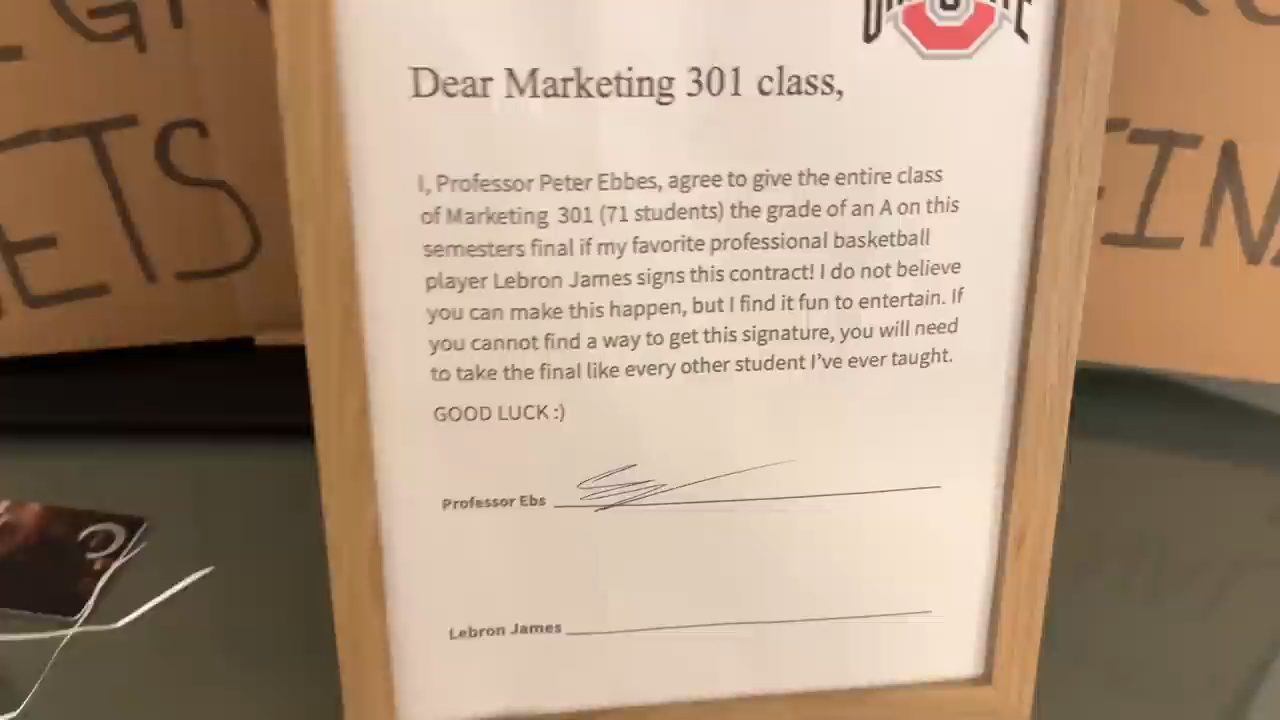 ETS
Dear Marketing 301 class,
I, Professor Peter Ebbes, agree to give the entire class
of Marketing 301 (71 students) the grade of an A on this
semesters final if my favorite professional basketball
player Lebron James signs this contract! I do not believe
you can make this happen, but I find it fun to entertain. If
you cannot find a way to get this signature, you will need
to take the final like every other student I've ever taught.
GOOD LUCK :)
Professor Ebs
Lebron James